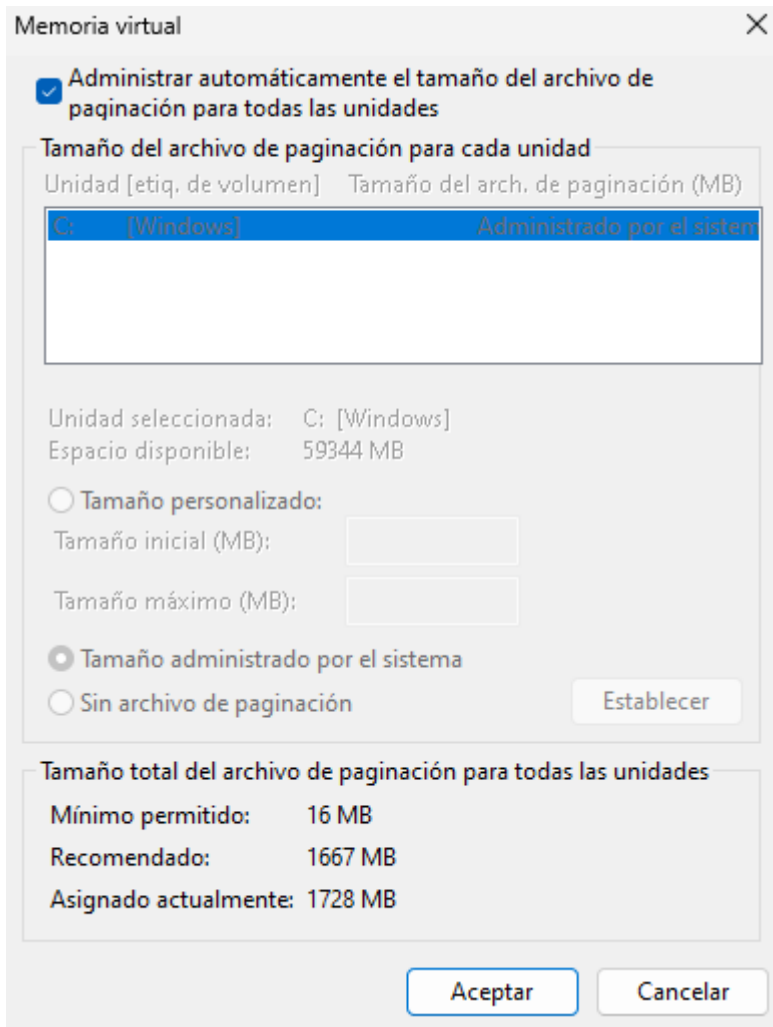 Memoria virtual
Administrar automáticamente el tamaño del archivo de
paginación para todas las unidades
Tamaño del archivo de paginación para cada unidad
Unidad [etiq. de volumen] Tamaño del arch. de paginación (MB)
C: [Windows] Administrado por el sistem
Unidad seleccionada: C: [Windows]
Espacio disponible: 59344 MB
Tamaño personalizado:
Tamaño inicial (MB):
Tamaño máximo (MB):
Tamaño administrado por el sistema
Sin archivo de paginación Establecer
Tamaño total del archivo de paginación para todas las unidades
Mínimo permitido: 16 MB
Recomendado: 1667 MB
Asignado actualmente: 1728 MB
Aceptar Cancelar